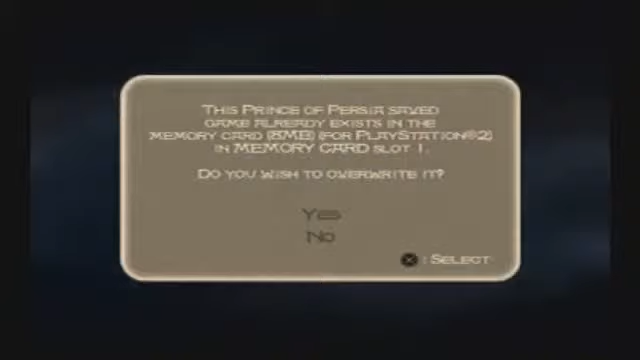 THIS PRINCE OF PERSIA SAVED
GAME ALREADY EXISTS IN THE
MEMORY CARD (8MB) (FOR PLAYSTATION®2)
IN MEMORY CARD SLOT 1.
DO YOU WISH TO OVERWRITE IT?
YES
NO
: SELECT